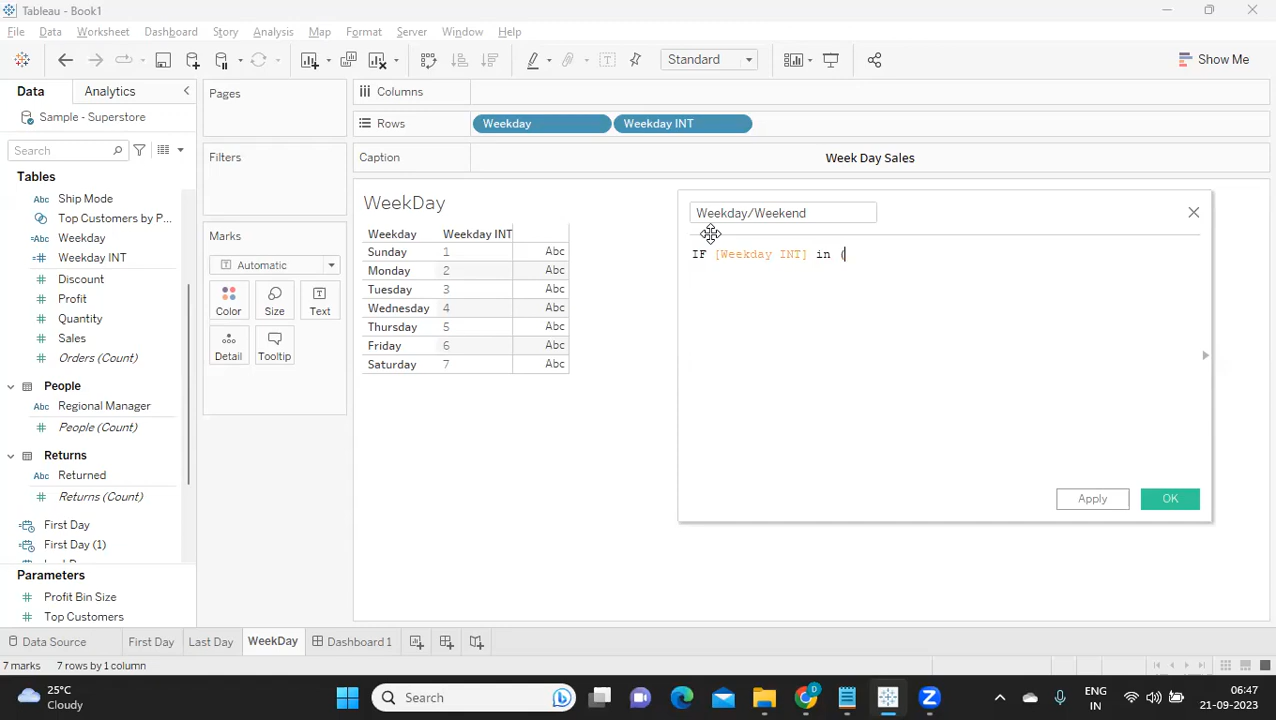 Tableau - Book1
File Data Worksheet Dashboard Story Analysis Map Format Server Window Help
Standard
Show Me
Data Analytics
Pages
Columns
Sample - Superstore
Rows Weekday Weekday INT
Search
Filters
Caption Week Day Sales
Tables
Ship Mode
Top Customers by P...
Weekday
Weekday INT
Discount
Profit
Quantity
Sales
Orders (Count)
People
Regional Manager
People (Count)
Returns
Returned
Returns (Count)
First Day
First Day (1)
Parameters
Profit Bin Size
Top Customers
Marks
Automatic
Color Size Text
Detail Tooltip
WeekDay
Weekday Weekday INT
Sunday 1 Abc
Monday 2 Abc
Tuesday 3 Abc
Wednesday 4 Abc
Thursday 5 Abc
Friday 6 Abc
Saturday 7 Abc
Weekday/Weekend
IF [Weekday INT] in (
Apply OK
Data Source First Day Last Day WeekDay Dashboard 1
7 marks 7 rows by 1 column
25°C
Cloudy
Search
ENG
IN
06:47
21-09-2023